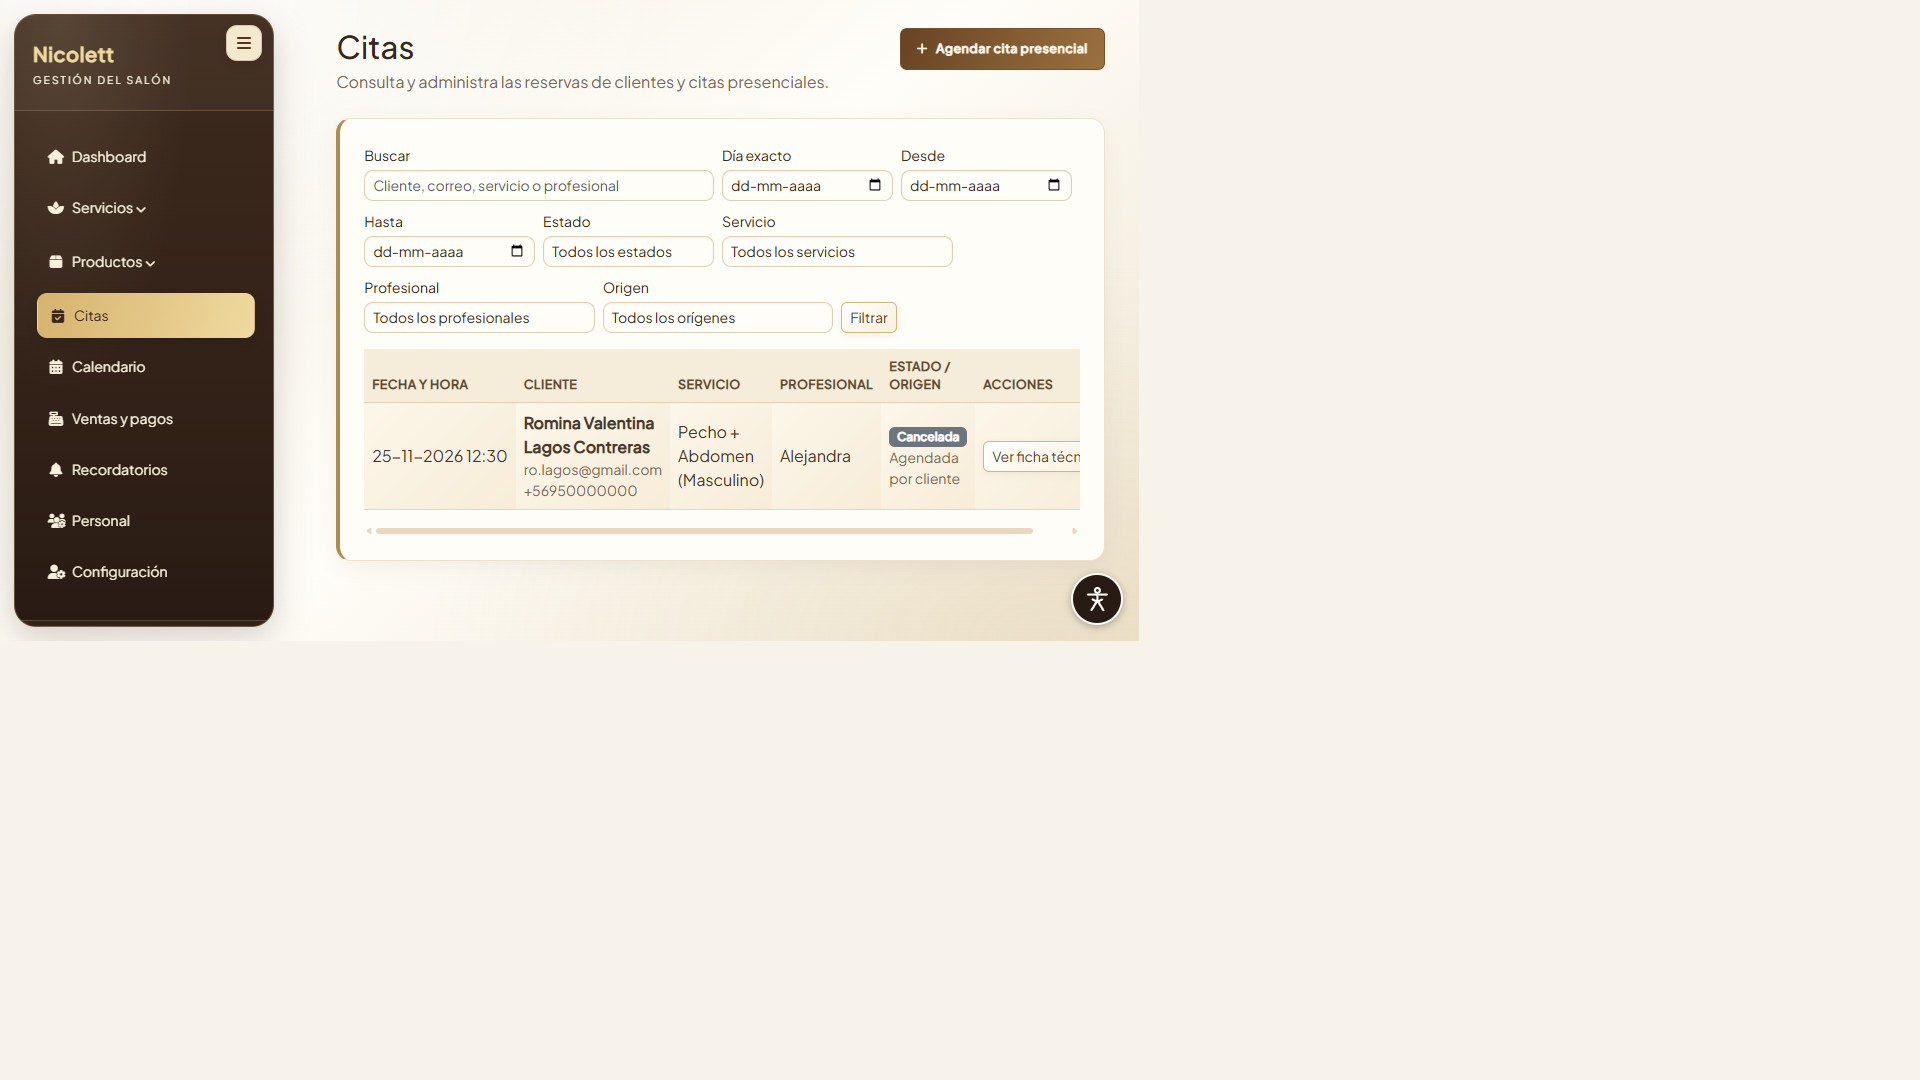 Nicolett
GESTIÓN DEL SALÓN
Dashboard
Servicios
Productos
Citas
Calendario
Ventas y pagos
Recordatorios
Personal
Configuración
Citas
Consulta y administra las reservas de clientes y citas presenciales.
+ Agendar cita presencial
Buscar
Cliente, correo, servicio o profesional
Día exacto
dd-mm-aaaa
Desde
dd-mm-aaaa
Hasta
dd-mm-aaaa
Estado
Todos los estados
Servicio
Todos los servicios
Profesional
Todos los profesionales
Origen
Todos los orígenes
Filtrar
FECHA Y HORA
CLIENTE
SERVICIO
PROFESIONAL
ESTADO /
ORIGEN
ACCIONES
25-11-2026 12:30
Romina Valentina
Lagos Contreras
ro.lagos@gmail.com
+56950000000
Pecho +
Abdomen
(Masculino)
Alejandra
Cancelada
Agendada
por cliente
Ver ficha técn